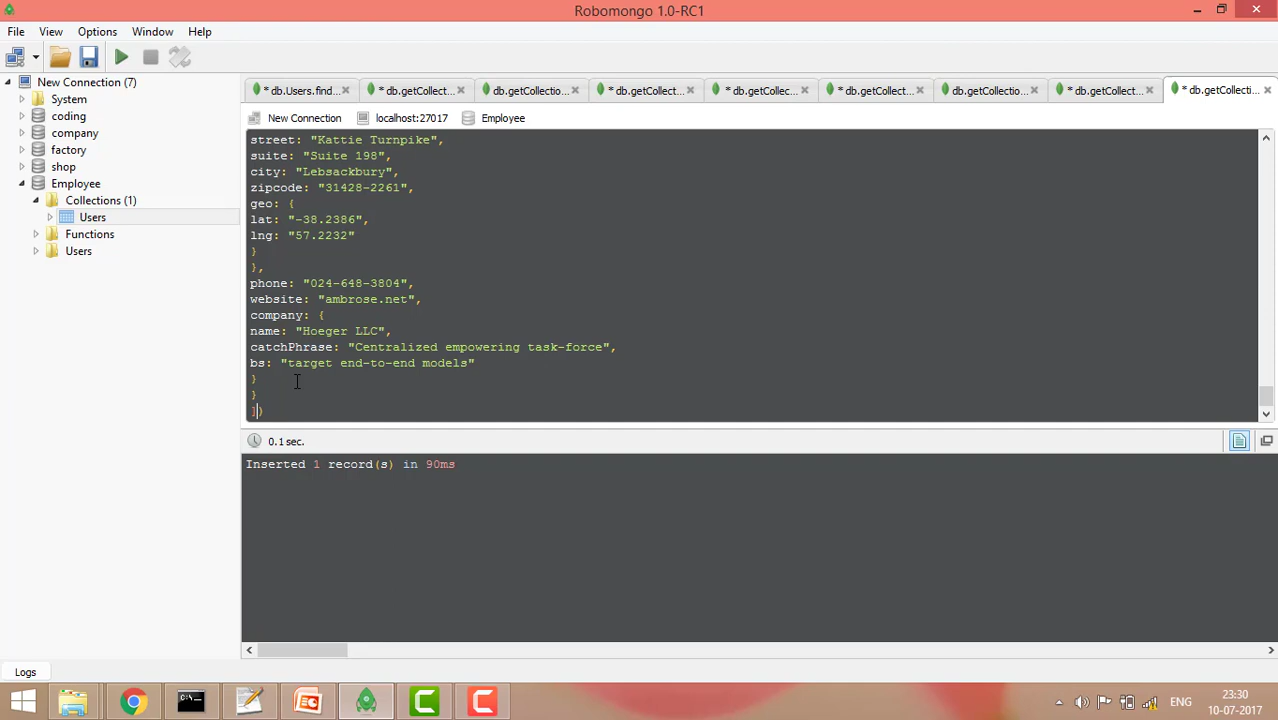 Robomongo 1.0-RC1
File View Options Window Help
New Connection (7)
System
coding
company
factory
shop
Employee
Collections (1)
Users
Functions
Users
* db.Users.find... * db.getCollect... db.getCollectio... * db.getCollect... * db.getCollec... * db.getCollect... db.getCollectio... * db.getCollect... * db.getCollecti...
New Connection localhost:27017 Employee
street: "Kattie Turnpike",
suite: "Suite 198",
city: "Lebsackbury",
zipcode: "31428-2261",
geo: {
lat: "-38.2386",
lng: "57.2232"
}
},
phone: "024-648-3804",
website: "ambrose.net",
company: {
name: "Hoeger LLC",
catchPhrase: "Centralized empowering task-force",
bs: "target end-to-end models"
}
}
])
0.1 sec.
Inserted 1 record(s) in 90ms
Logs
ENG
23:30
10-07-2017